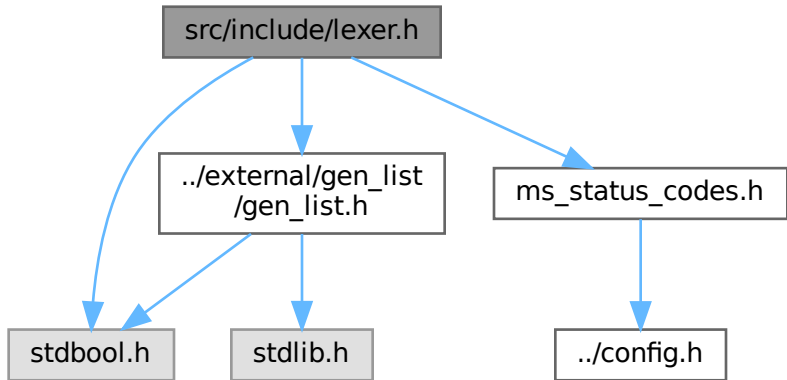 src/include/lexer.h
../external/gen_list
/gen_list.h
ms_status_codes.h
stdbool.h
stdlib.h
../config.h